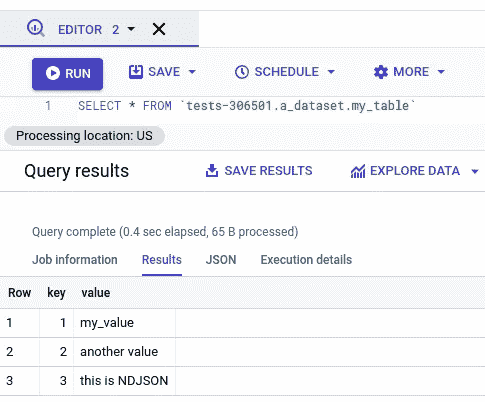 EDITOR 2
RUN SAVE SCHEDULE MORE
1 SELECT * FROM `tests-306501.a_dataset.my_table`
Processing location: US
Query results SAVE RESULTS EXPLORE DATA
Query complete (0.4 sec elapsed, 65 B processed)
Job information Results JSON Execution details
Row key value
1 1 my_value
2 2 another value
3 3 this is NDJSON